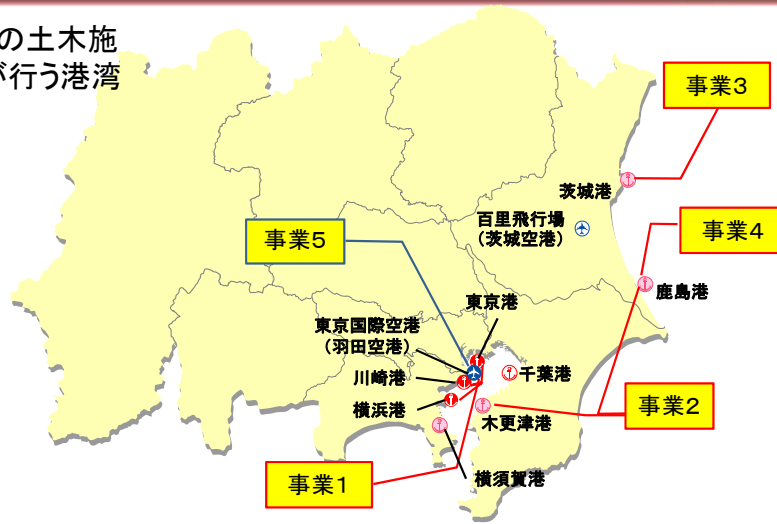 の土木施
が行う港湾
事業3
茨城港
百里飛行場
（茨城空港）
事業4
事業5
鹿島港
東京港
東京国際空港
（羽田空港）
川崎港
千葉港
横浜港
木更津港
事業2
横須賀港
事業1